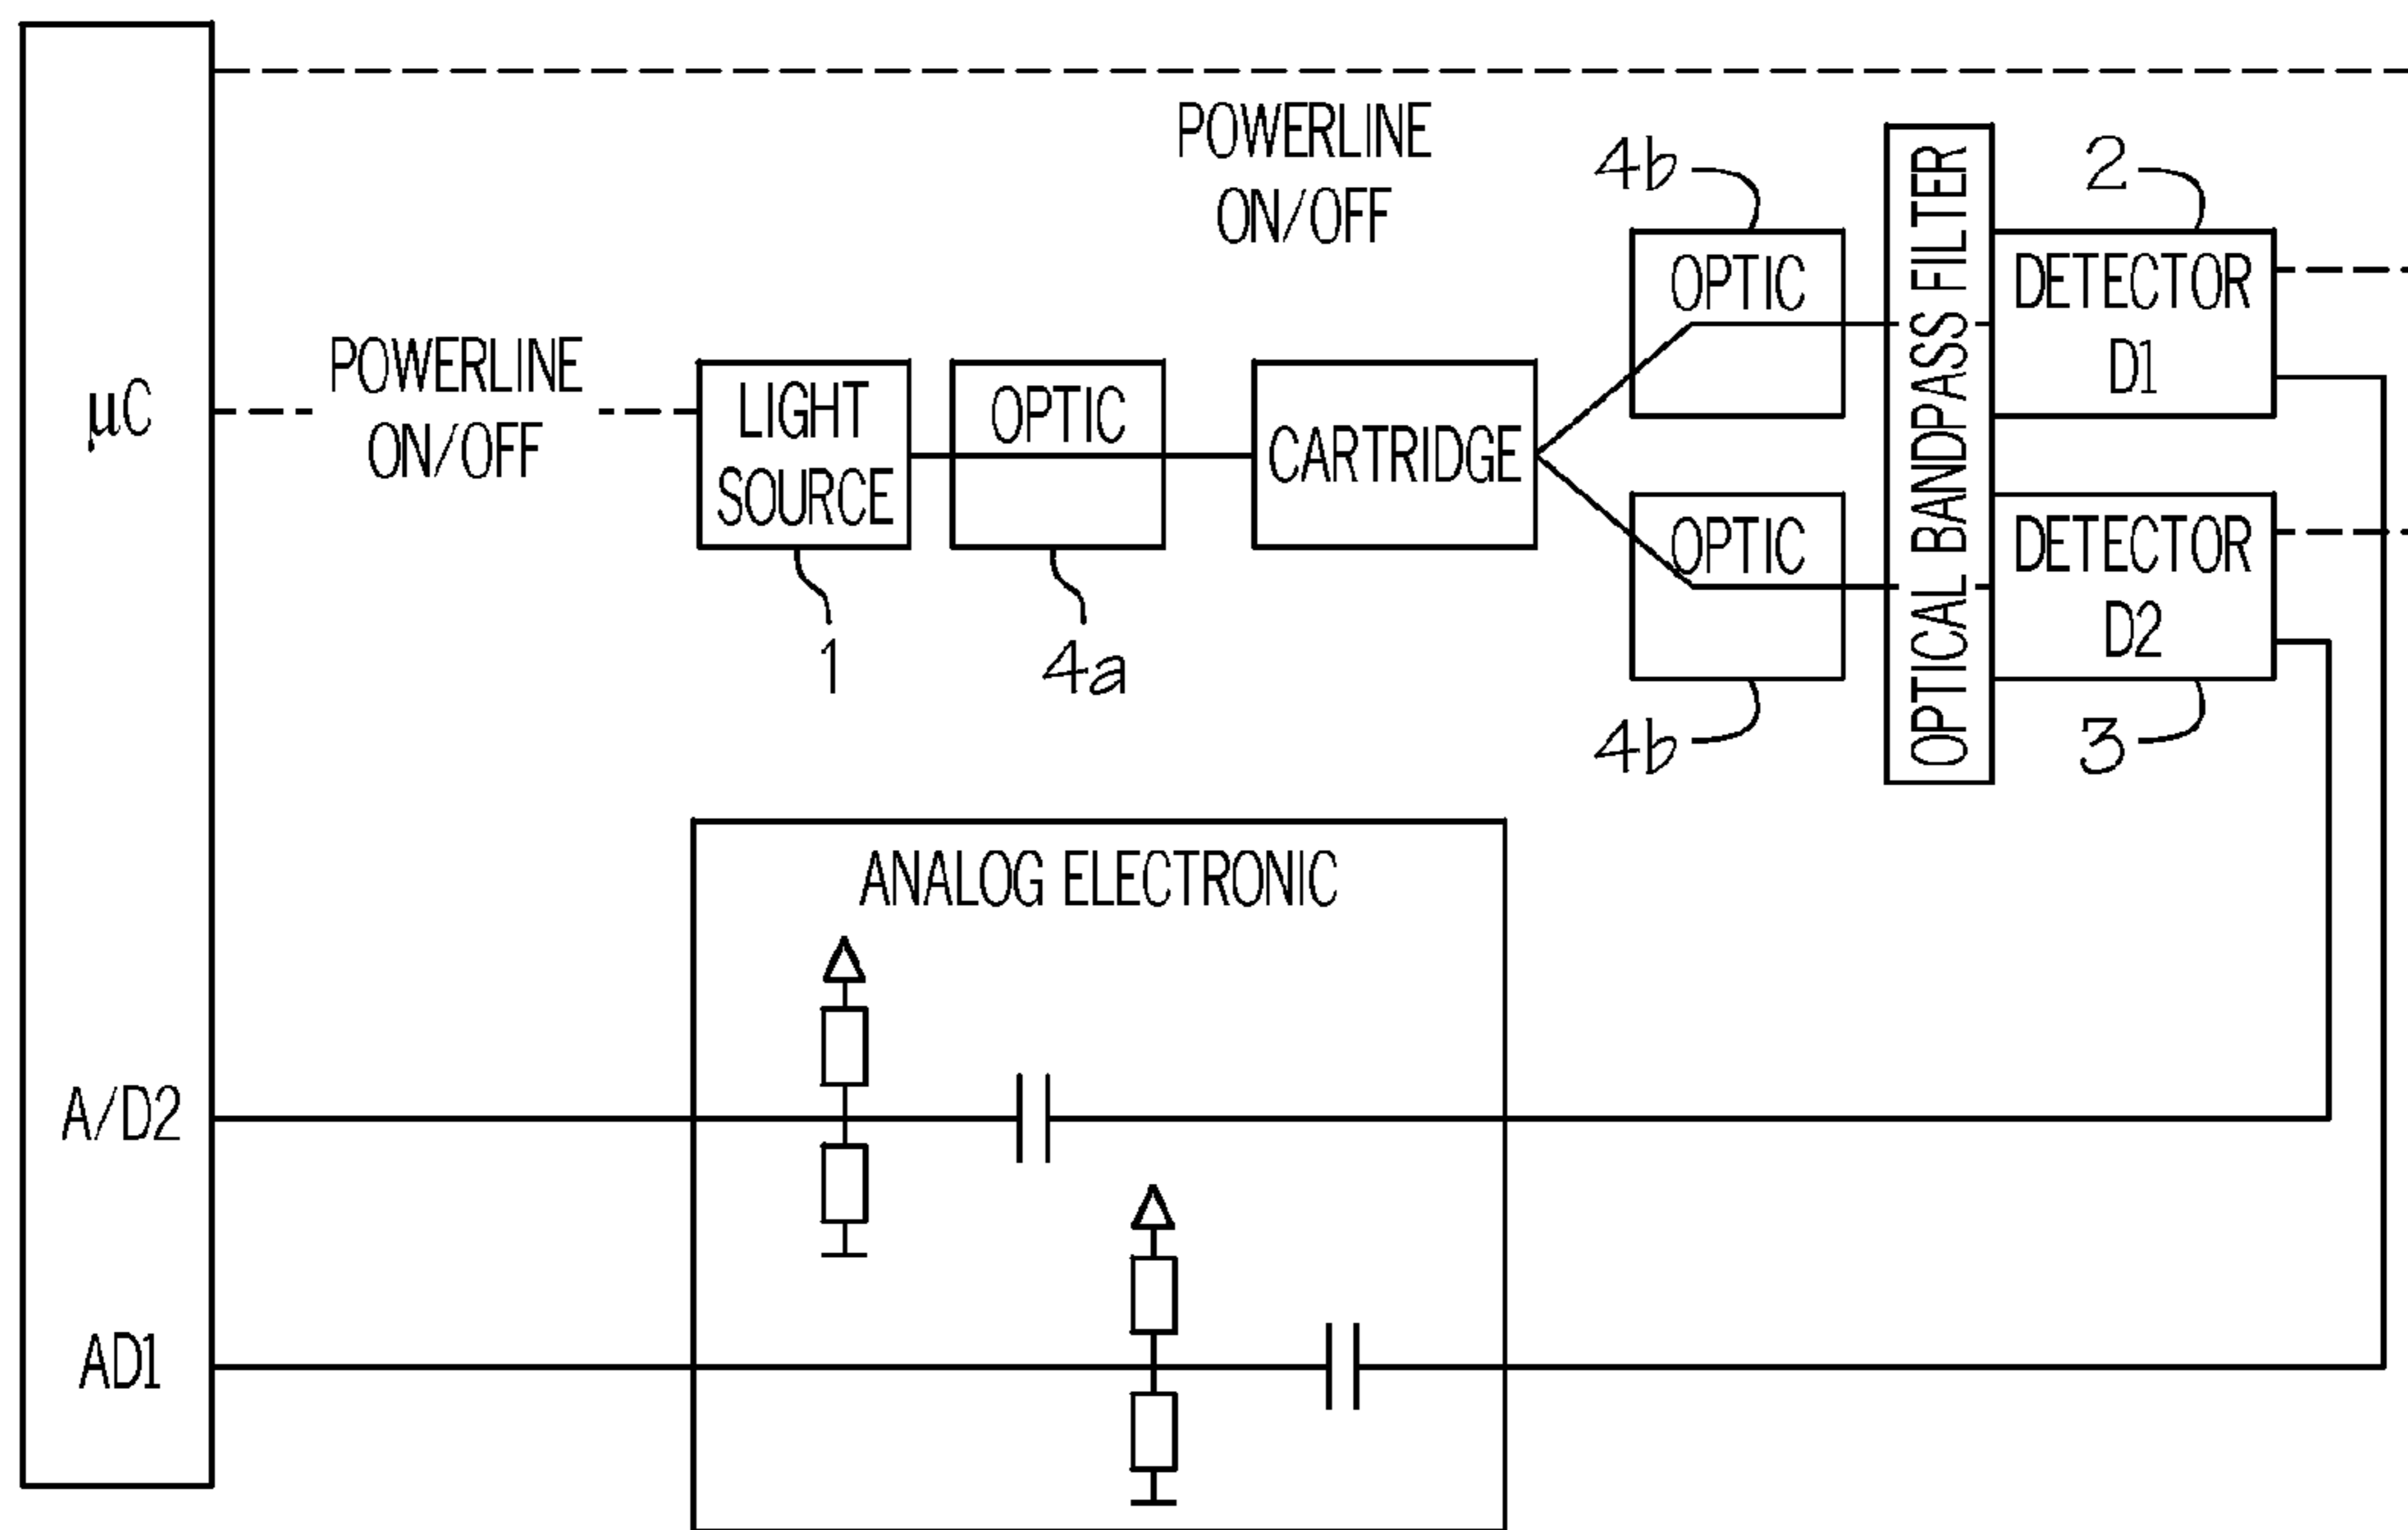 POWERLINE
ON/OFF
4b
2
OPTIC
DETECTOR
D1
µC
POWERLINE
ON/OFF
LIGHT
SOURCE
OPTIC
CARTRIDGE
OPTICAL BANDPASS FILTER
OPTIC
DETECTOR
D2
1
4a
4b
3
ANALOG ELECTRONIC
A/D2
AD1